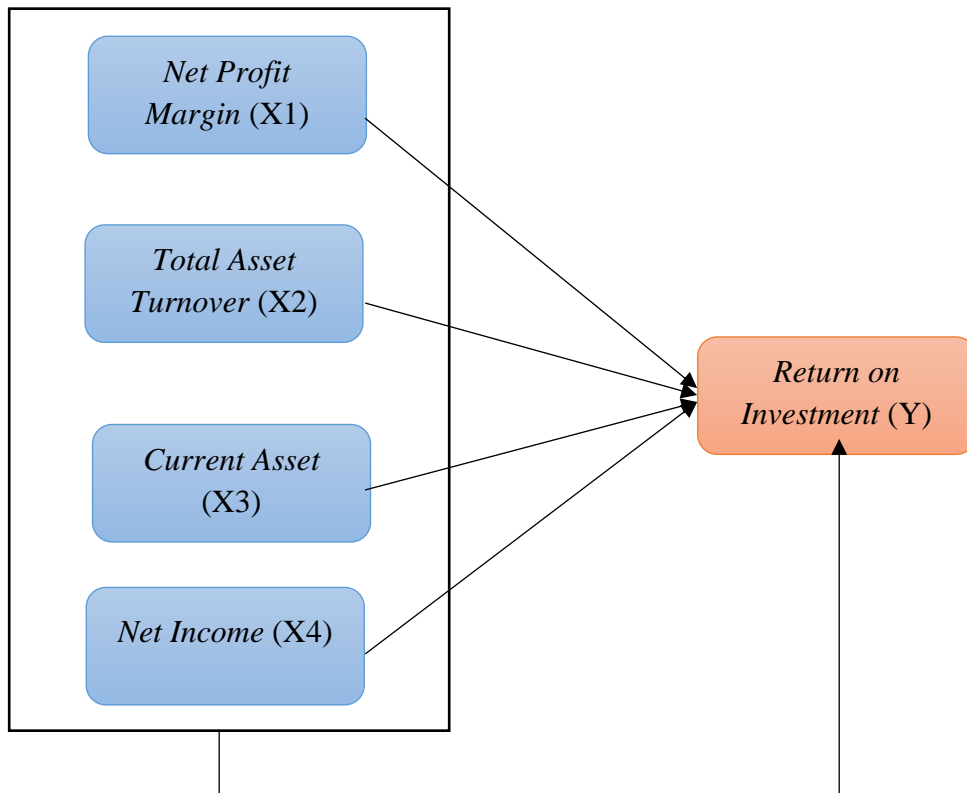 Net Profit
Margin (X1)
Total Asset
Turnover (X2)
Current Asset
(X3)
Net Income (X4)
Return on
Investment (Y)